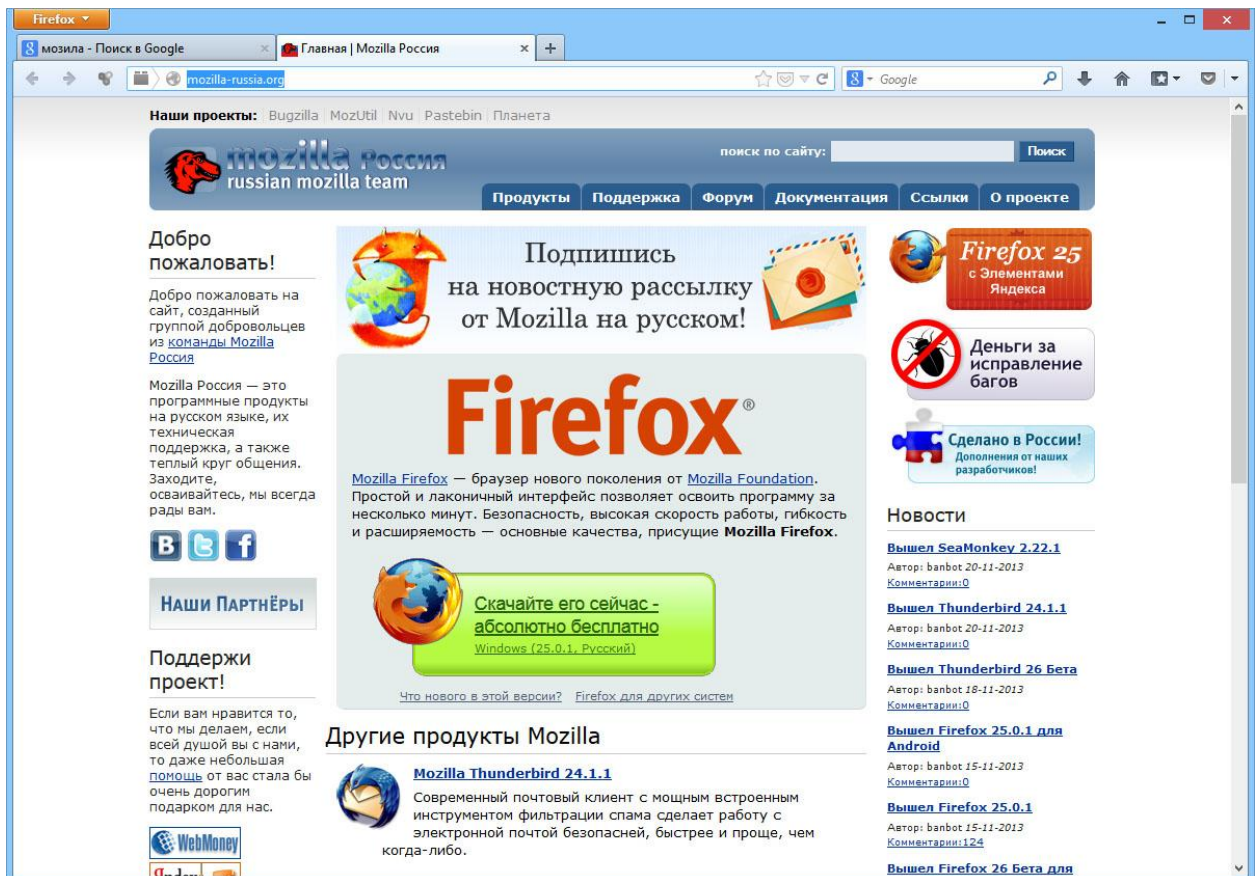 Firefox
мозила - Поиск в Google
Главная | Mozilla Россия
mozilla-russia.org
Google
Наши проекты: Bugzilla MozUtil Nvu Pastebin Планета
mozilla Россия
russian mozilla team
поиск по сайту:
Поиск
Продукты Поддержка Форум Документация Ссылки О проекте
Добро
пожаловать!
Добро пожаловать на
сайт, созданный
группой добровольцев
из команды Mozilla
Россия
Mozilla Россия — это
программные продукты
на русском языке, их
техническая
поддержка, а также
теплый круг общения.
Заходите,
осваивайтесь, мы всегда
рады вам.
Наши Партнёры
Поддержи
проект!
Если вам нравится то,
что мы делаем, если
всей душой вы с нами,
то даже небольшая
помощь от вас стала бы
очень дорогим
подарком для нас.
WebMoney
Подпишись
на новостную рассылку
от Mozilla на русском!
Firefox®
Mozilla Firefox — браузер нового поколения от Mozilla Foundation.
Простой и лаконичный интерфейс позволяет освоить программу за
несколько минут. Безопасность, высокая скорость работы, гибкость
и расширяемость — основные качества, присущие Mozilla Firefox.
Скачайте его сейчас -
абсолютно бесплатно
Windows (25.0.1, Русский)
Что нового в этой версии? Firefox для других систем
Другие продукты Mozilla
Mozilla Thunderbird 24.1.1
Современный почтовый клиент с мощным встроенным
инструментом фильтрации спама сделает работу с
электронной почтой безопасней, быстрее и проще, чем
когда-либо.
Firefox 25
с Элементами
Яндекса
Деньги за
исправление
багов
Сделано в России!
Дополнения от наших
разработчиков!
Новости
Вышел SeaMonkey 2.22.1
Автор: banbot 20-11-2013
Комментарии:0
Вышел Thunderbird 24.1.1
Автор: banbot 20-11-2013
Комментарии:0
Вышел Thunderbird 26 Бета
Автор: banbot 18-11-2013
Комментарии:0
Вышел Firefox 25.0.1 для
Android
Автор: banbot 15-11-2013
Комментарии:0
Вышел Firefox 25.0.1
Автор: banbot 15-11-2013
Комментарии:124
Вышел Firefox 26 Бета для